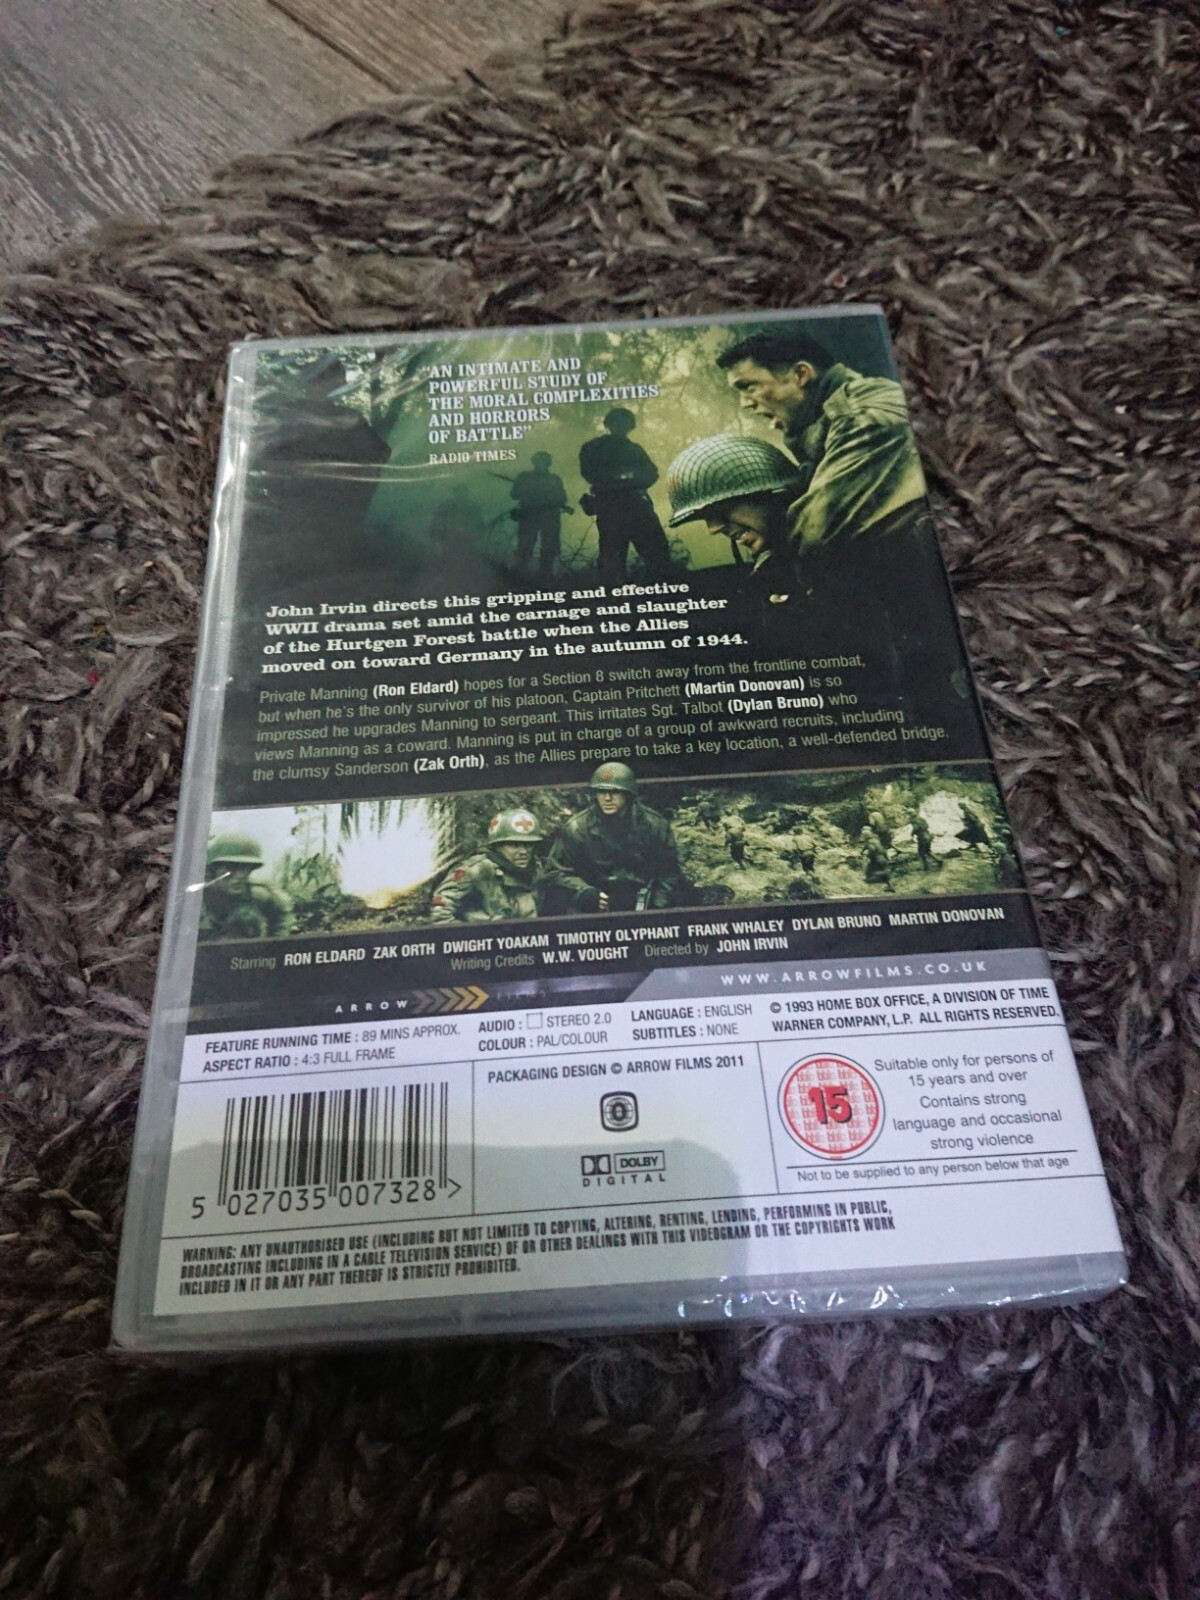 "AN INTIMATE AND
POWERFUL STUDY OF
THE MORAL COMPLEXITIES
AND HORRORS
OF BATTLE"
RADIO TIMES
John Irvin directs this gripping and effective
WWII drama set amid the carnage and slaughter
of the Hurtgen Forest battle when the Allies
moved on toward Germany in the autumn of 1944.
Private Manning (Ron Eldard) hopes for a Section 8 switch away from the frontline combat,
but when he's the only survivor of his platoon, Captain Pritchett (Martin Donovan) is so
impressed he upgrades Manning to sergeant. This irritates Sgt. Talbot (Dylan Bruno) who
views Manning as a coward. Manning is put in charge of a group of awkward recruits, including
the clumsy Sanderson (Zak Orth), as the Allies prepare to take a key location, a well-defended bridge.
Starring RON ELDARD ZAK ORTH DWIGHT YOAKAM TIMOTHY OLYPHANT FRANK WHALEY DYLAN BRUNO MARTIN DONOVAN
Writing Credits W.W. VOUGHT Directed by JOHN IRVIN
ARROW FILMS
WWW.ARROWFILMS.CO.UK
FEATURE RUNNING TIME : 89 MINS APPROX.
ASPECT RATIO : 4:3 FULL FRAME
AUDIO : STEREO 2.0
COLOUR : PAL/COLOUR
LANGUAGE : ENGLISH
SUBTITLES : NONE
© 1993 HOME BOX OFFICE, A DIVISION OF TIME
WARNER COMPANY, L.P. ALL RIGHTS RESERVED.
5 027035 007328 >
PACKAGING DESIGN © ARROW FILMS 2011
DOLBY
DIGITAL
15
Suitable only for persons of
15 years and over
Contains strong
language and occasional
strong violence
Not to be supplied to any person below that age
WARNING: ANY UNAUTHORISED USE (INCLUDING BUT NOT LIMITED TO COPYING, ALTERING, RENTING, LENDING, PERFORMING IN PUBLIC,
BROADCASTING INCLUDING IN A CABLE TELEVISION SERVICE) OF OR OTHER DEALINGS WITH THIS VIDEOGRAM OR THE COPYRIGHTS WORK
INCLUDED IN IT OR ANY PART THEREOF IS STRICTLY PROHIBITED.